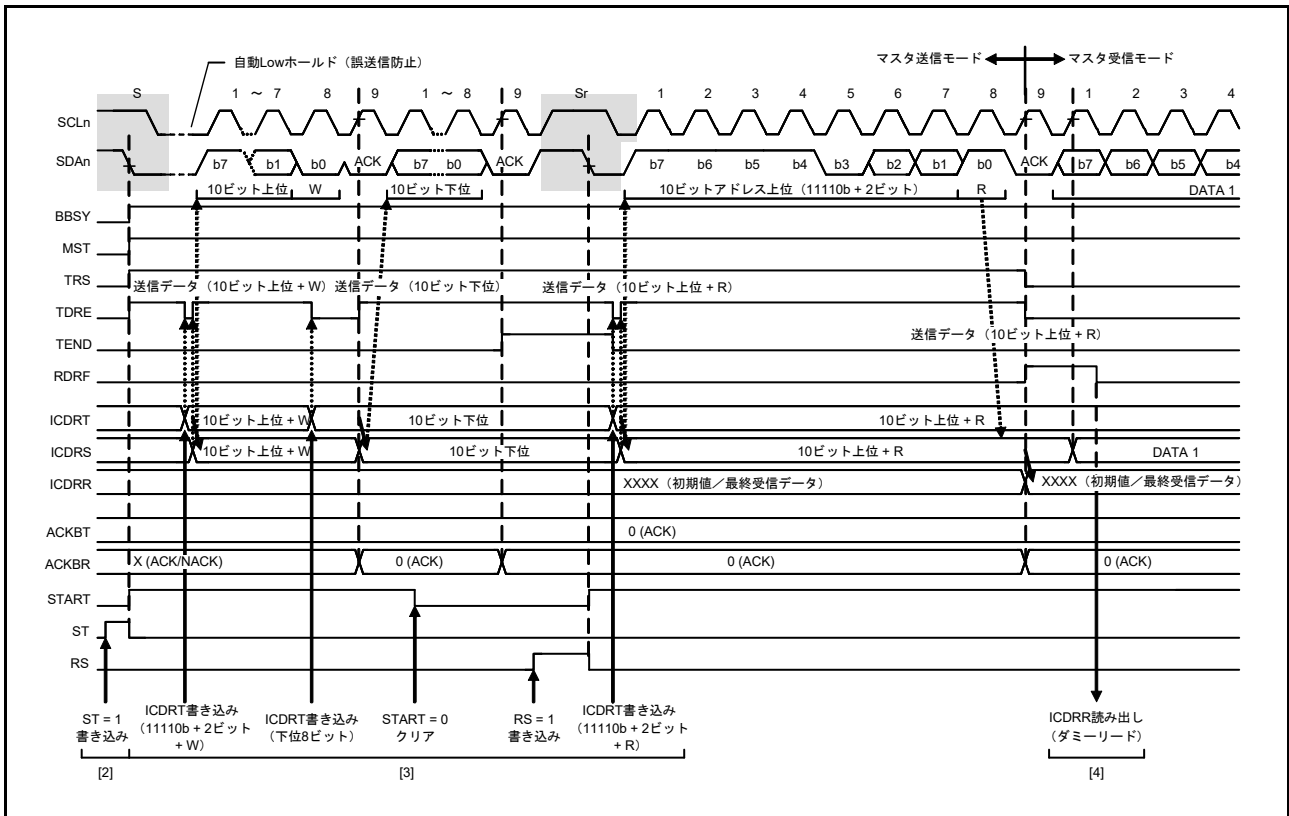 自動Lowホールド（誤送信防止）
マスタ送信モード マスタ受信モード
S 1 ～ 7 8 9 1 ～ 8 9 Sr 1 2 3 4 5 6 7 8 9 1 2 3 4
SCLn
SDAn b7 b1 b0 ACK b7 b0 ACK b7 b6 b5 b4 b3 b2 b1 b0 ACK b7 b6 b5 b4
10ビット上位 W 10ビット下位 10ビットアドレス上位（11110b + 2ビット） R DATA 1
BBSY
MST
TRS
送信データ（10ビット上位 + W） 送信データ（10ビット下位） 送信データ（10ビット上位 + R）
TDRE
TEND 送信データ（10ビット上位 + R）
RDRF
ICDRT 10ビット上位 + W 10ビット下位 10ビット上位 + R
ICDRS 10ビット上位 + W 10ビット下位 10ビット上位 + R DATA 1
ICDRR XXXX（初期値／最終受信データ） XXXX（初期値／最終受信データ）
ACKBT 0 (ACK)
ACKBR X (ACK/NACK) 0 (ACK) 0 (ACK) 0 (ACK)
START
ST
RS
ST = 1
書き込み
ICDRT書き込み
（11110b + 2ビット
+ W）
ICDRT書き込み
（下位8ビット）
START = 0
クリア
RS = 1
書き込み
ICDRT書き込み
（11110b + 2ビット
+ R）
ICDRR読み出し
（ダミーリード）
[2] [3] [4]